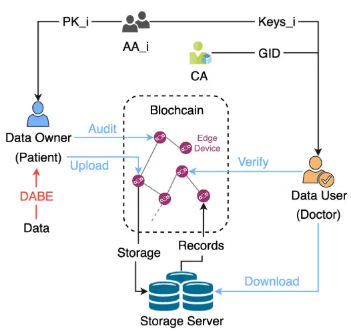 PK_i
Keys_i
AA_i
GID
CA
Blochcain
Edge
Device
Audit
Data Owner
(Patient)
Upload
Verify
Data User
(Doctor)
DABE
Data
Storage
Records
Download
Storage Server